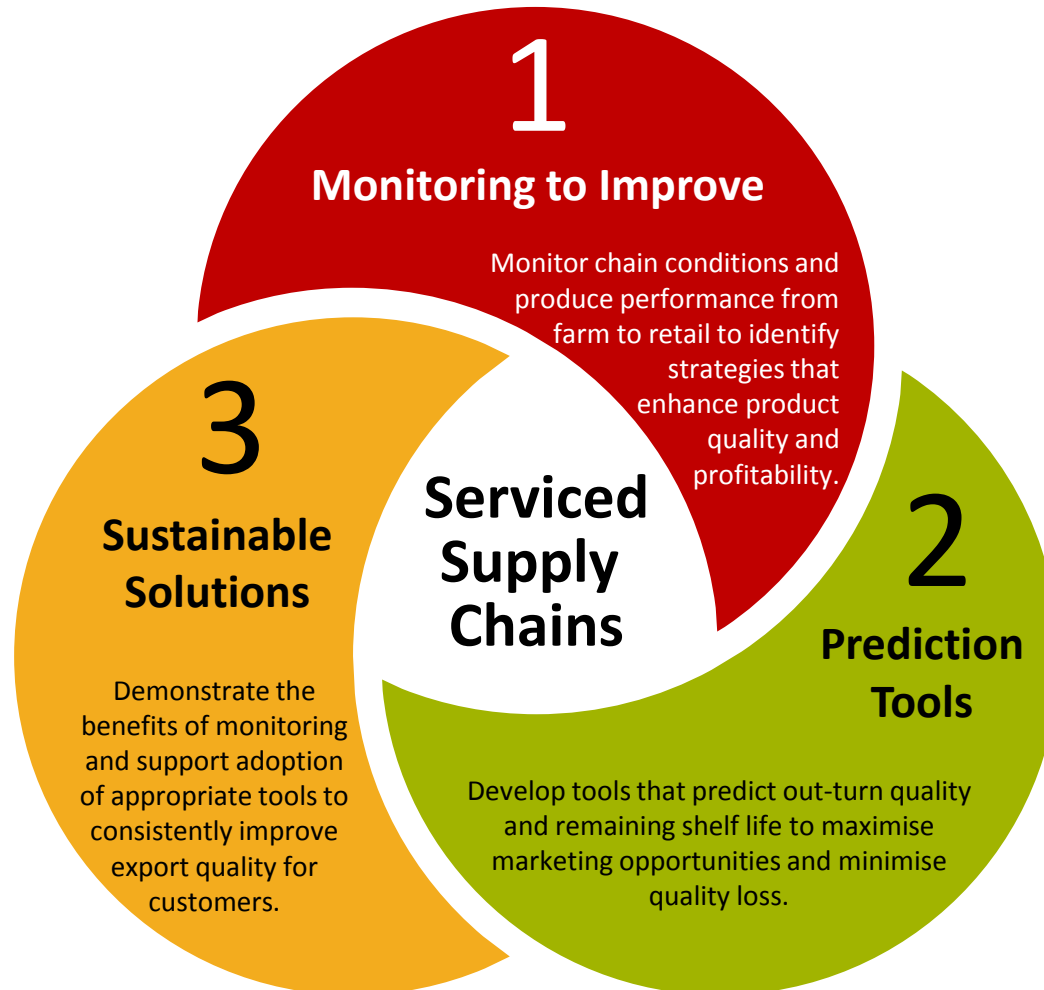 1
Monitoring to Improve
Monitor chain conditions and
produce performance from
farm to retail to identify
strategies that
enhance product
quality and
profitability.
2
Prediction
Tools
Develop tools that predict out-turn quality
and remaining shelf life to maximise
marketing opportunities and minimise
quality loss.
3
Sustainable
Solutions
Demonstrate the
benefits of monitoring
and support adoption
of appropriate tools to
consistently improve
export quality for
customers.
Serviced
Supply
Chains